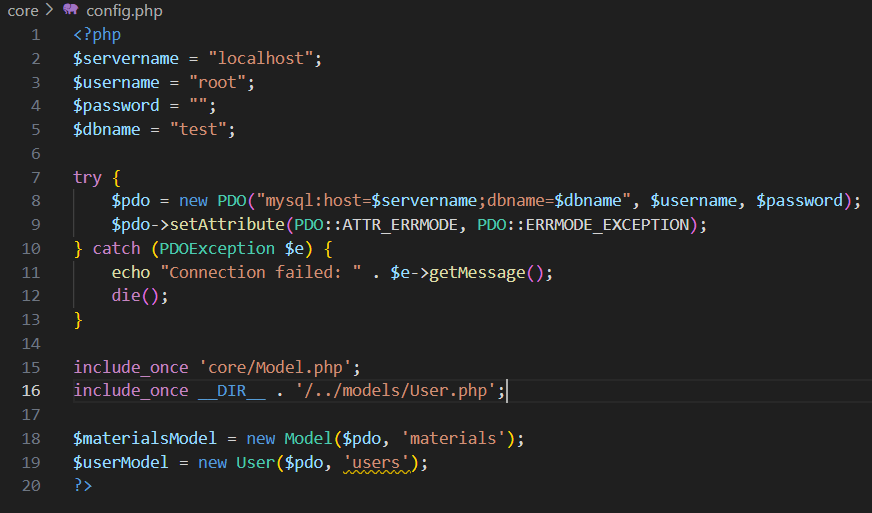 core > config.php
1 <?php
2 $servername = "localhost";
3 $username = "root";
4 $password = "";
5 $dbname = "test";
6
7 try {
8     $pdo = new PDO("mysql:host=$servername;dbname=$dbname", $username, $password);
9     $pdo->setAttribute(PDO::ATTR_ERRMODE, PDO::ERRMODE_EXCEPTION);
10 } catch (PDOException $e) {
11     echo "Connection failed: " . $e->getMessage();
12     die();
13 }
14
15 include_once 'core/Model.php';
16 include_once __DIR__ . '/../models/User.php';
17
18 $materialsModel = new Model($pdo, 'materials');
19 $userModel = new User($pdo, 'users');
20 ?>